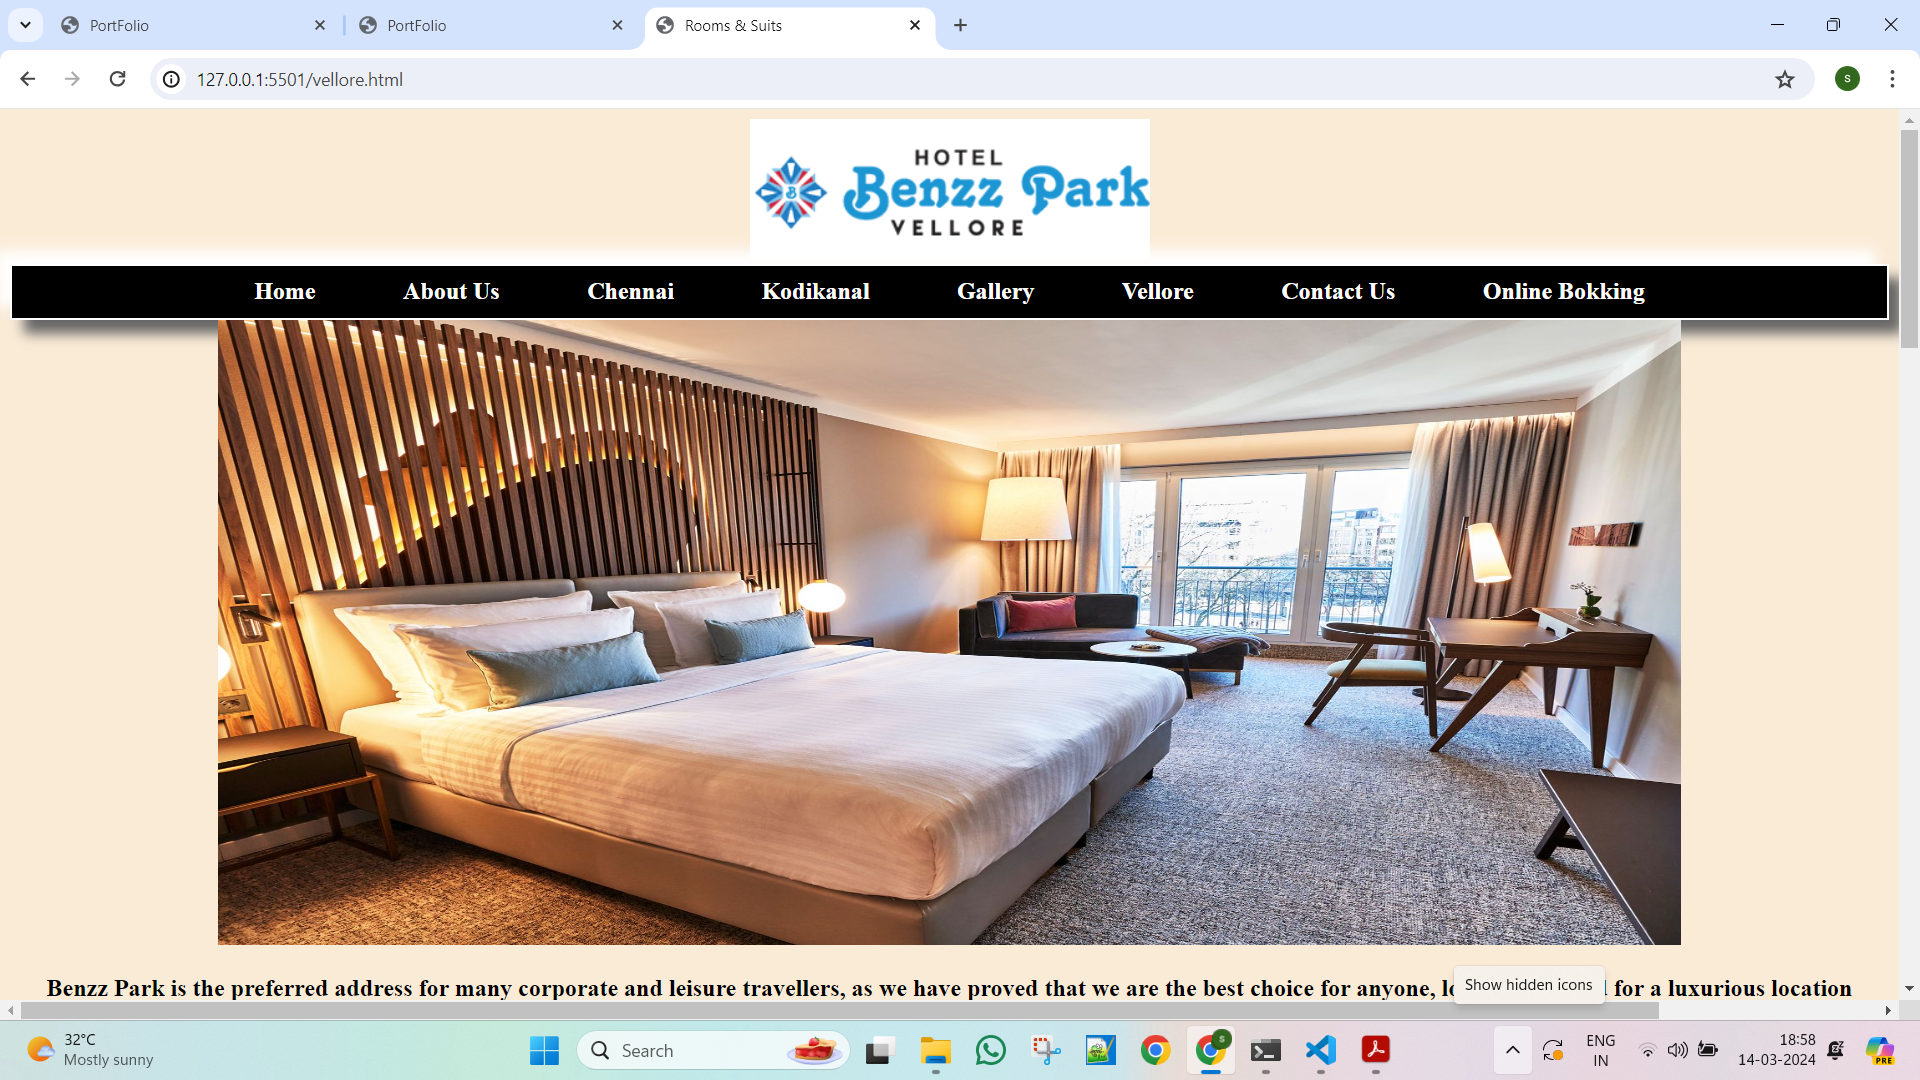 PortFolio
PortFolio
Rooms & Suits
127.0.0.1:5501/vellore.html
s
HOTEL
B
Benzz Park
VELLORE
Home About Us Chennai Kodikanal Gallery Vellore Contact Us Online Bokking
Benzz Park is the preferred address for many corporate and leisure travellers, as we have proved that we are the best choice for anyone, for a luxurious location
Show hidden icons
32°C
Mostly sunny
Search
s
ENG
IN
18:58
14-03-2024
PRE